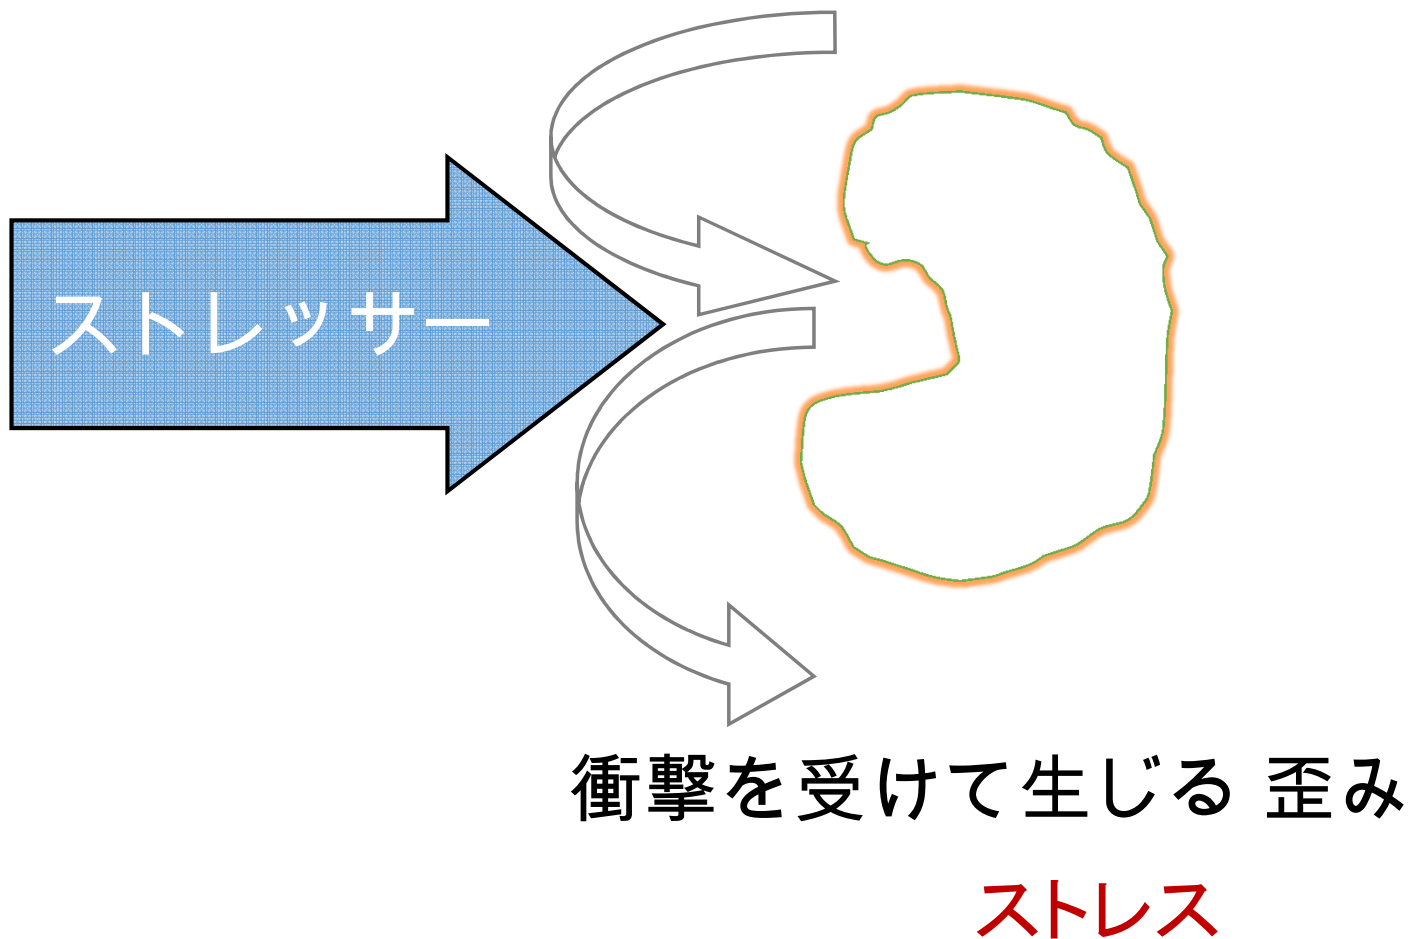 ストレッサー
衝撃を受けて生じる 歪み
ストレス